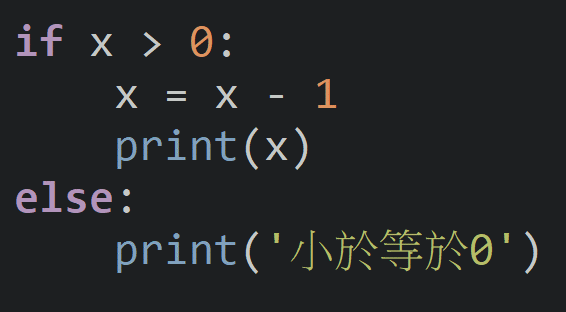 if x > 0:
    x = x - 1
    print(x)
else:
    print('小於等於0')